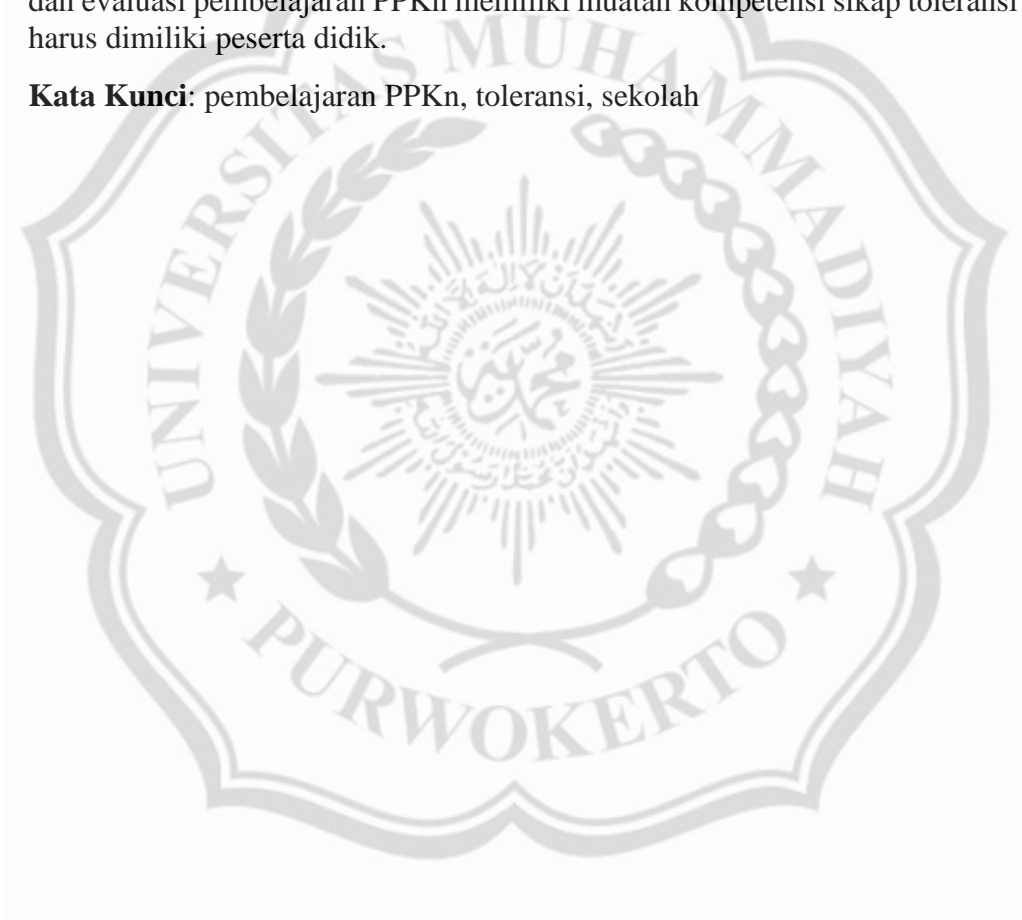 dan evaluasi pembelajaran PPKn memiliki muatan kompetensi sikap toleransi
harus dimiliki peserta didik.
Kata Kunci: pembelajaran PPKn, toleransi, sekolah
UNIVERSITAS MUHAMMADIYAH
محمدية
PURWOKERTO